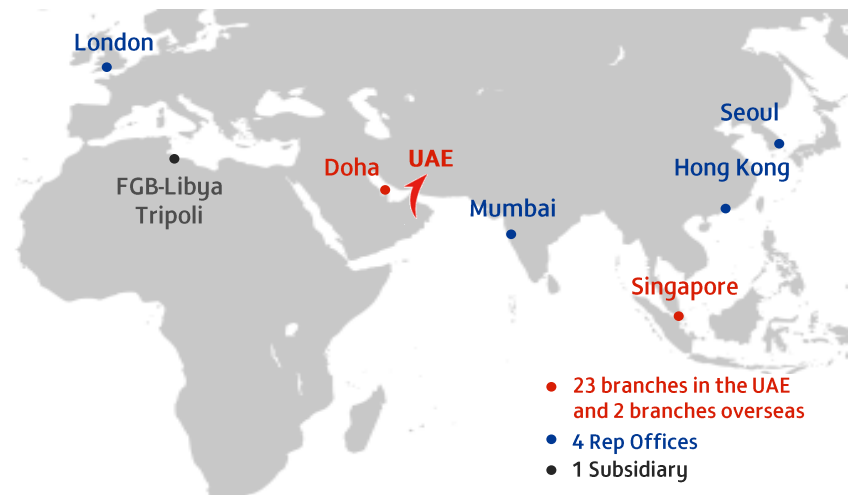 London
Seoul
Doha
UAE
Hong Kong
FGB-Libya
Tripoli
Mumbai
Singapore
23 branches in the UAE
and 2 branches overseas
4 Rep Offices
1 Subsidiary